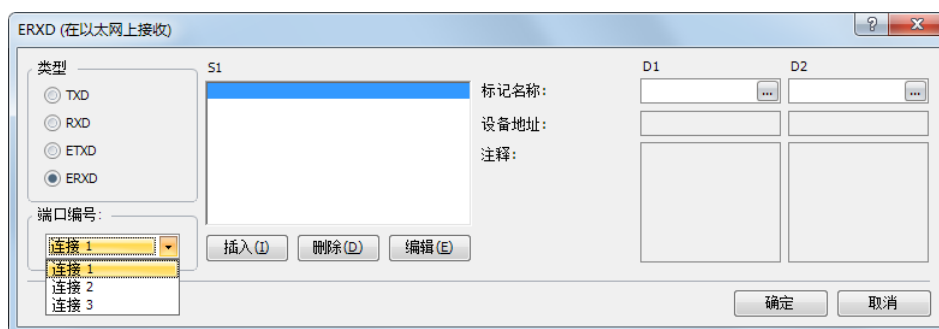 ERXD (在以太网上接收)
类型
TXD
RXD
ETXD
ERXD
端口编号:
连接 1
连接 1
连接 2
连接 3
S1
插入(I)
删除(D)
编辑(E)
D1
D2
标记名称:
...
...
设备地址:
注释:
确定
取消